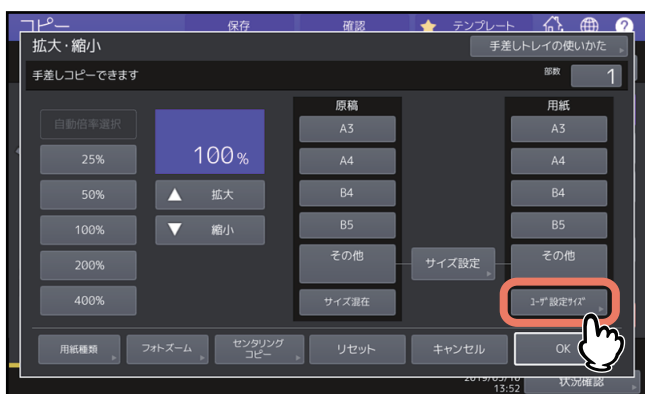 コピー 保存 確認 テンプレート ?
拡大・縮小 手差しトレイの使いかた
手差しコピーできます 部数 1
原稿 用紙
自動倍率選択 100% A3 A3
25% A4 A4
50% 拡大 B4 B4
100% 縮小 B5 B5
200% その他 サイズ設定 その他
400% サイズ混在 ユーザ設定サイズ
用紙種類 フォトズーム センタリング リセット キャンセル OK
コピー
13:52 状況確認